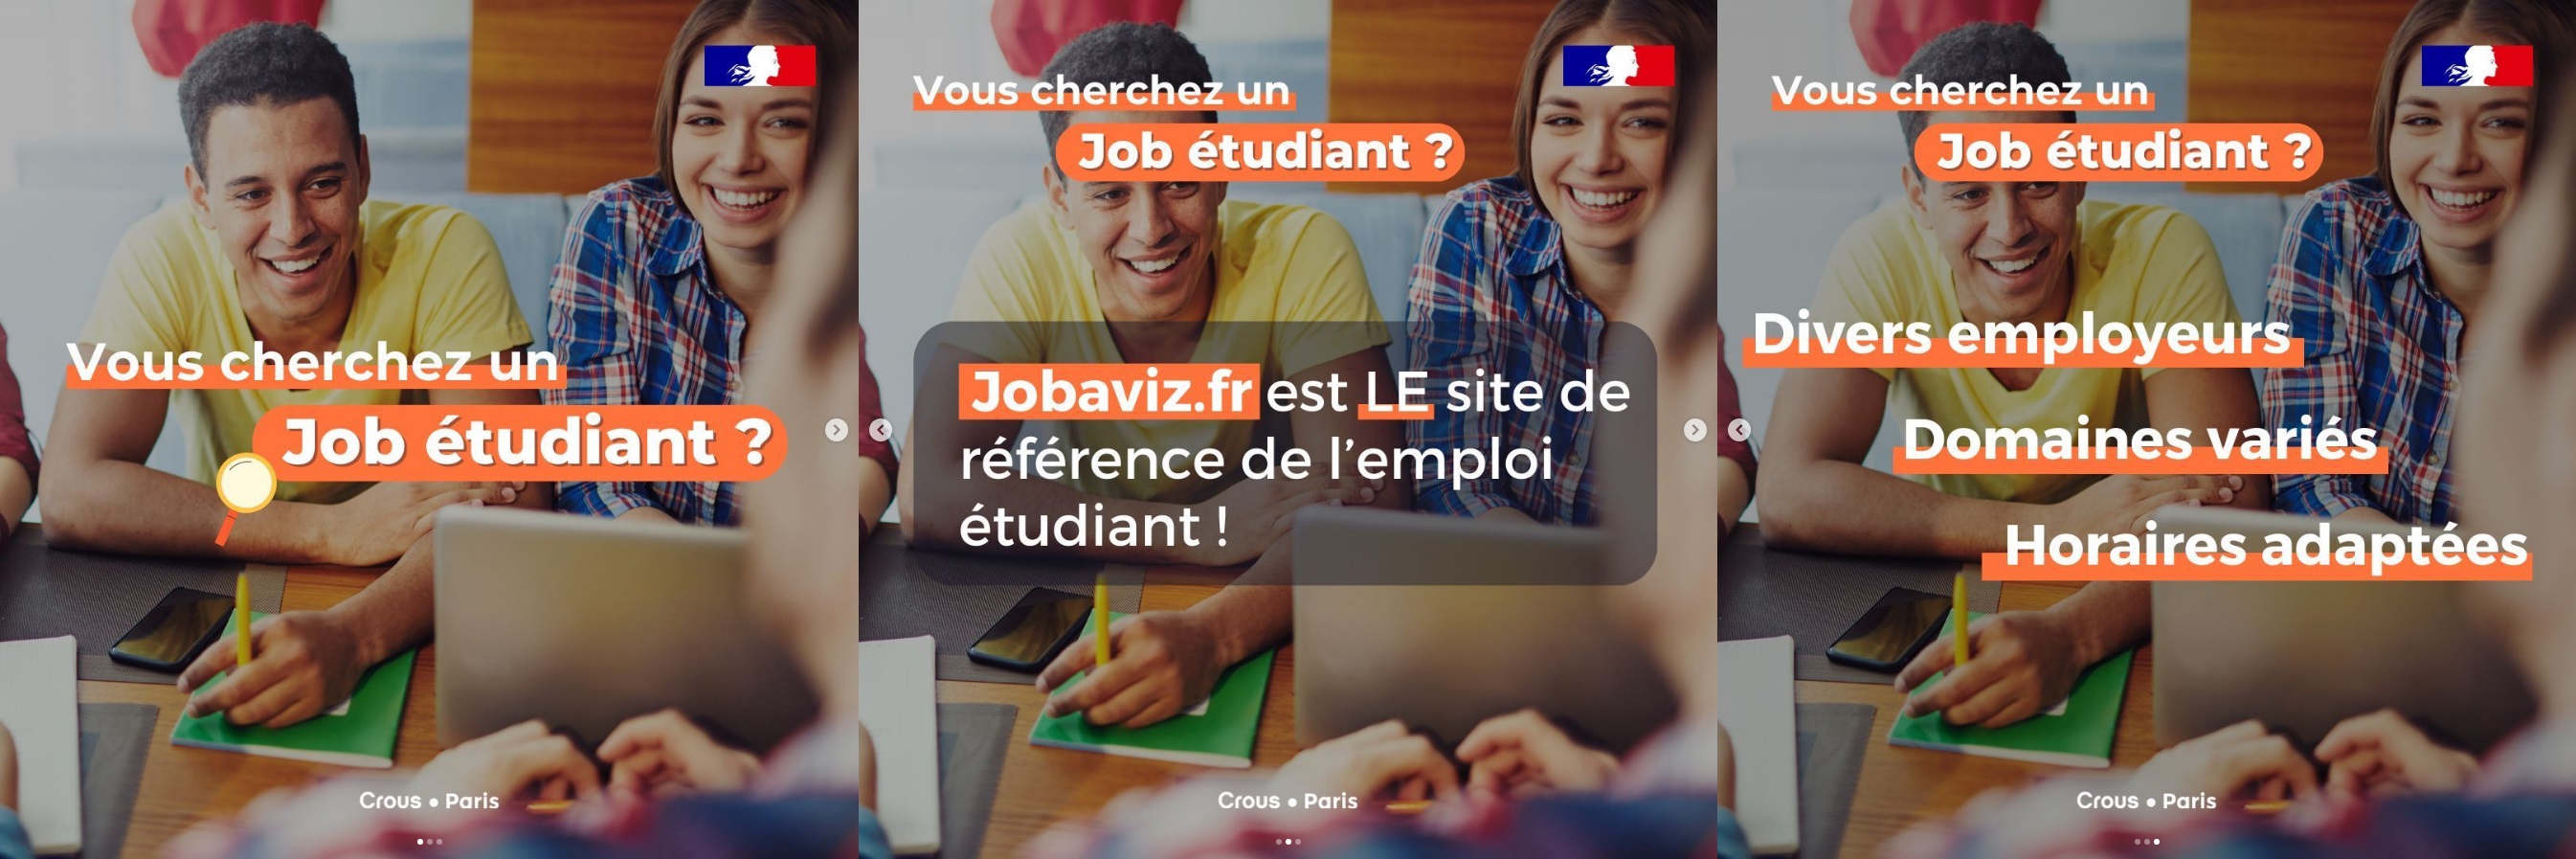 Vous cherchez un
Job étudiant ?
Crous • Paris
Vous cherchez un
Job étudiant ?
Jobaviz.fr est LE site de
référence de l'emploi
étudiant !
Crous • Paris
Vous cherchez un
Job étudiant ?
Divers employeurs
Domaines variés
Horaires adaptées
Crous • Paris